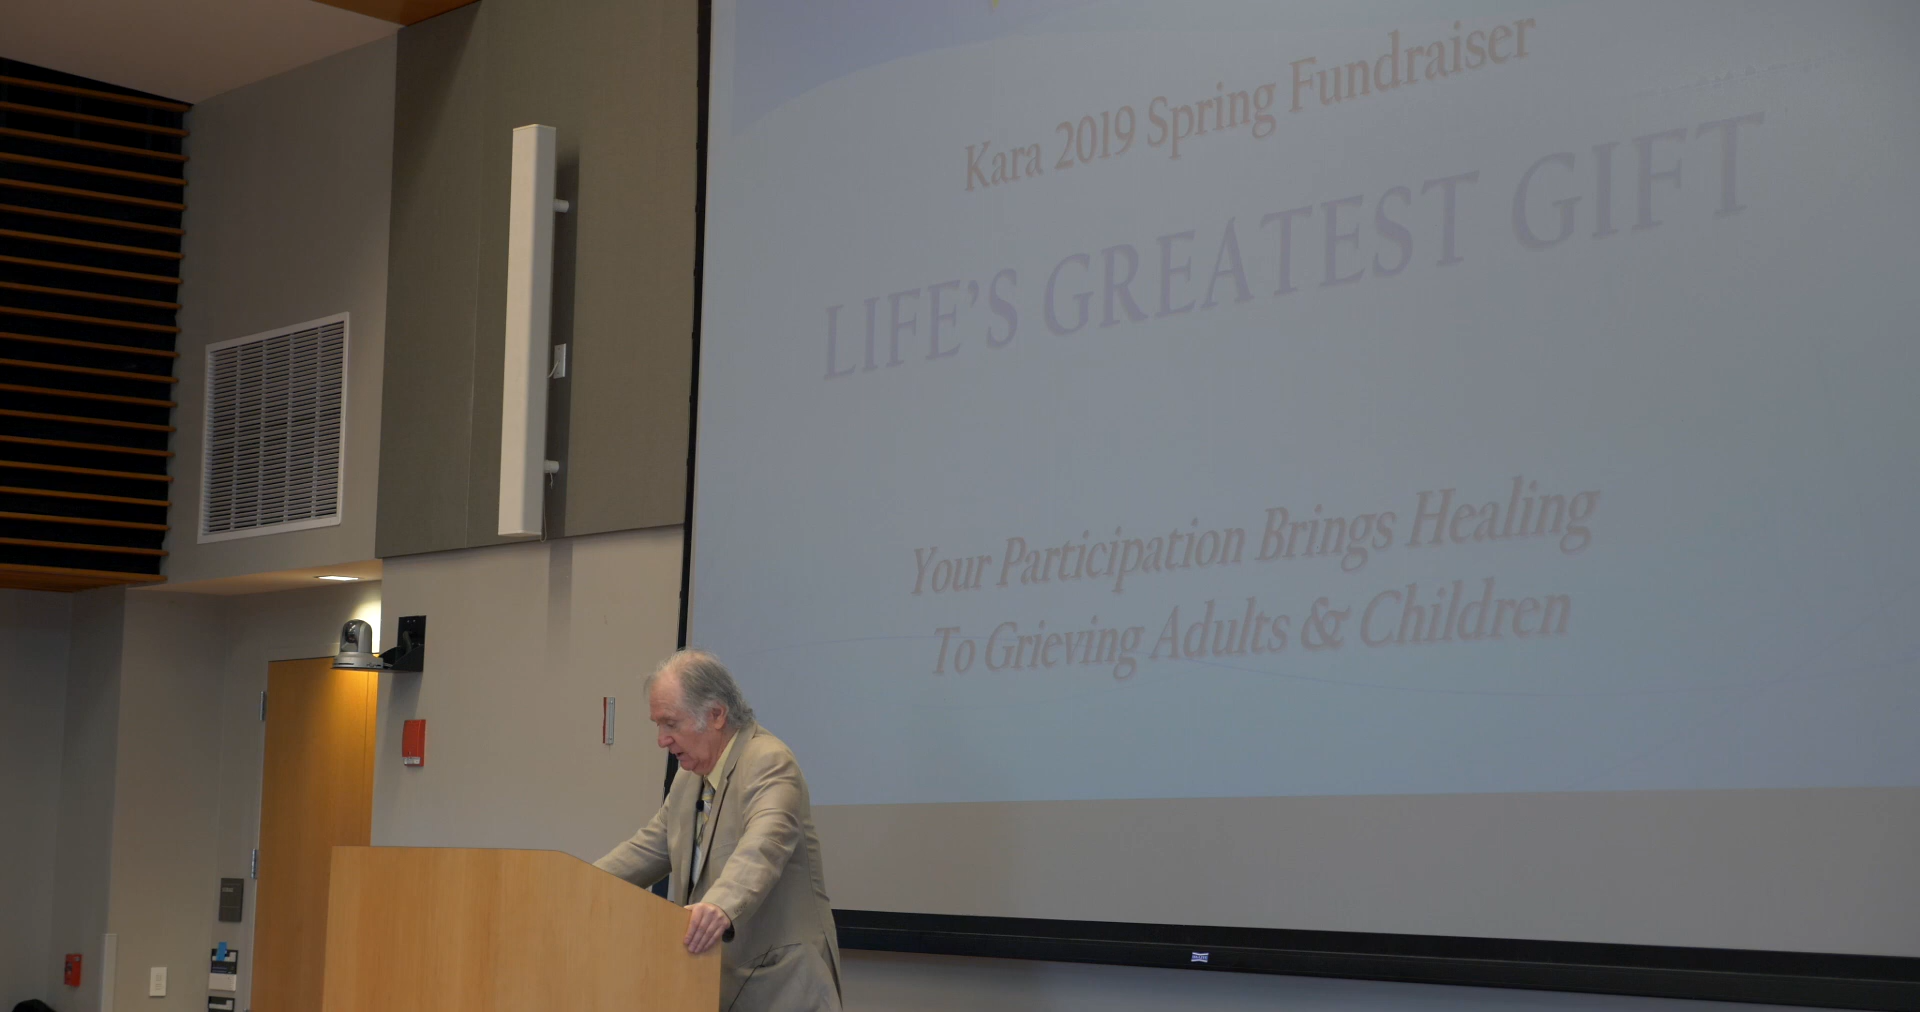 Kara 2019 Spring Fundraiser
LIFE'S GREATEST GIFT
Your Participation Brings Healing
To Grieving Adults & Children